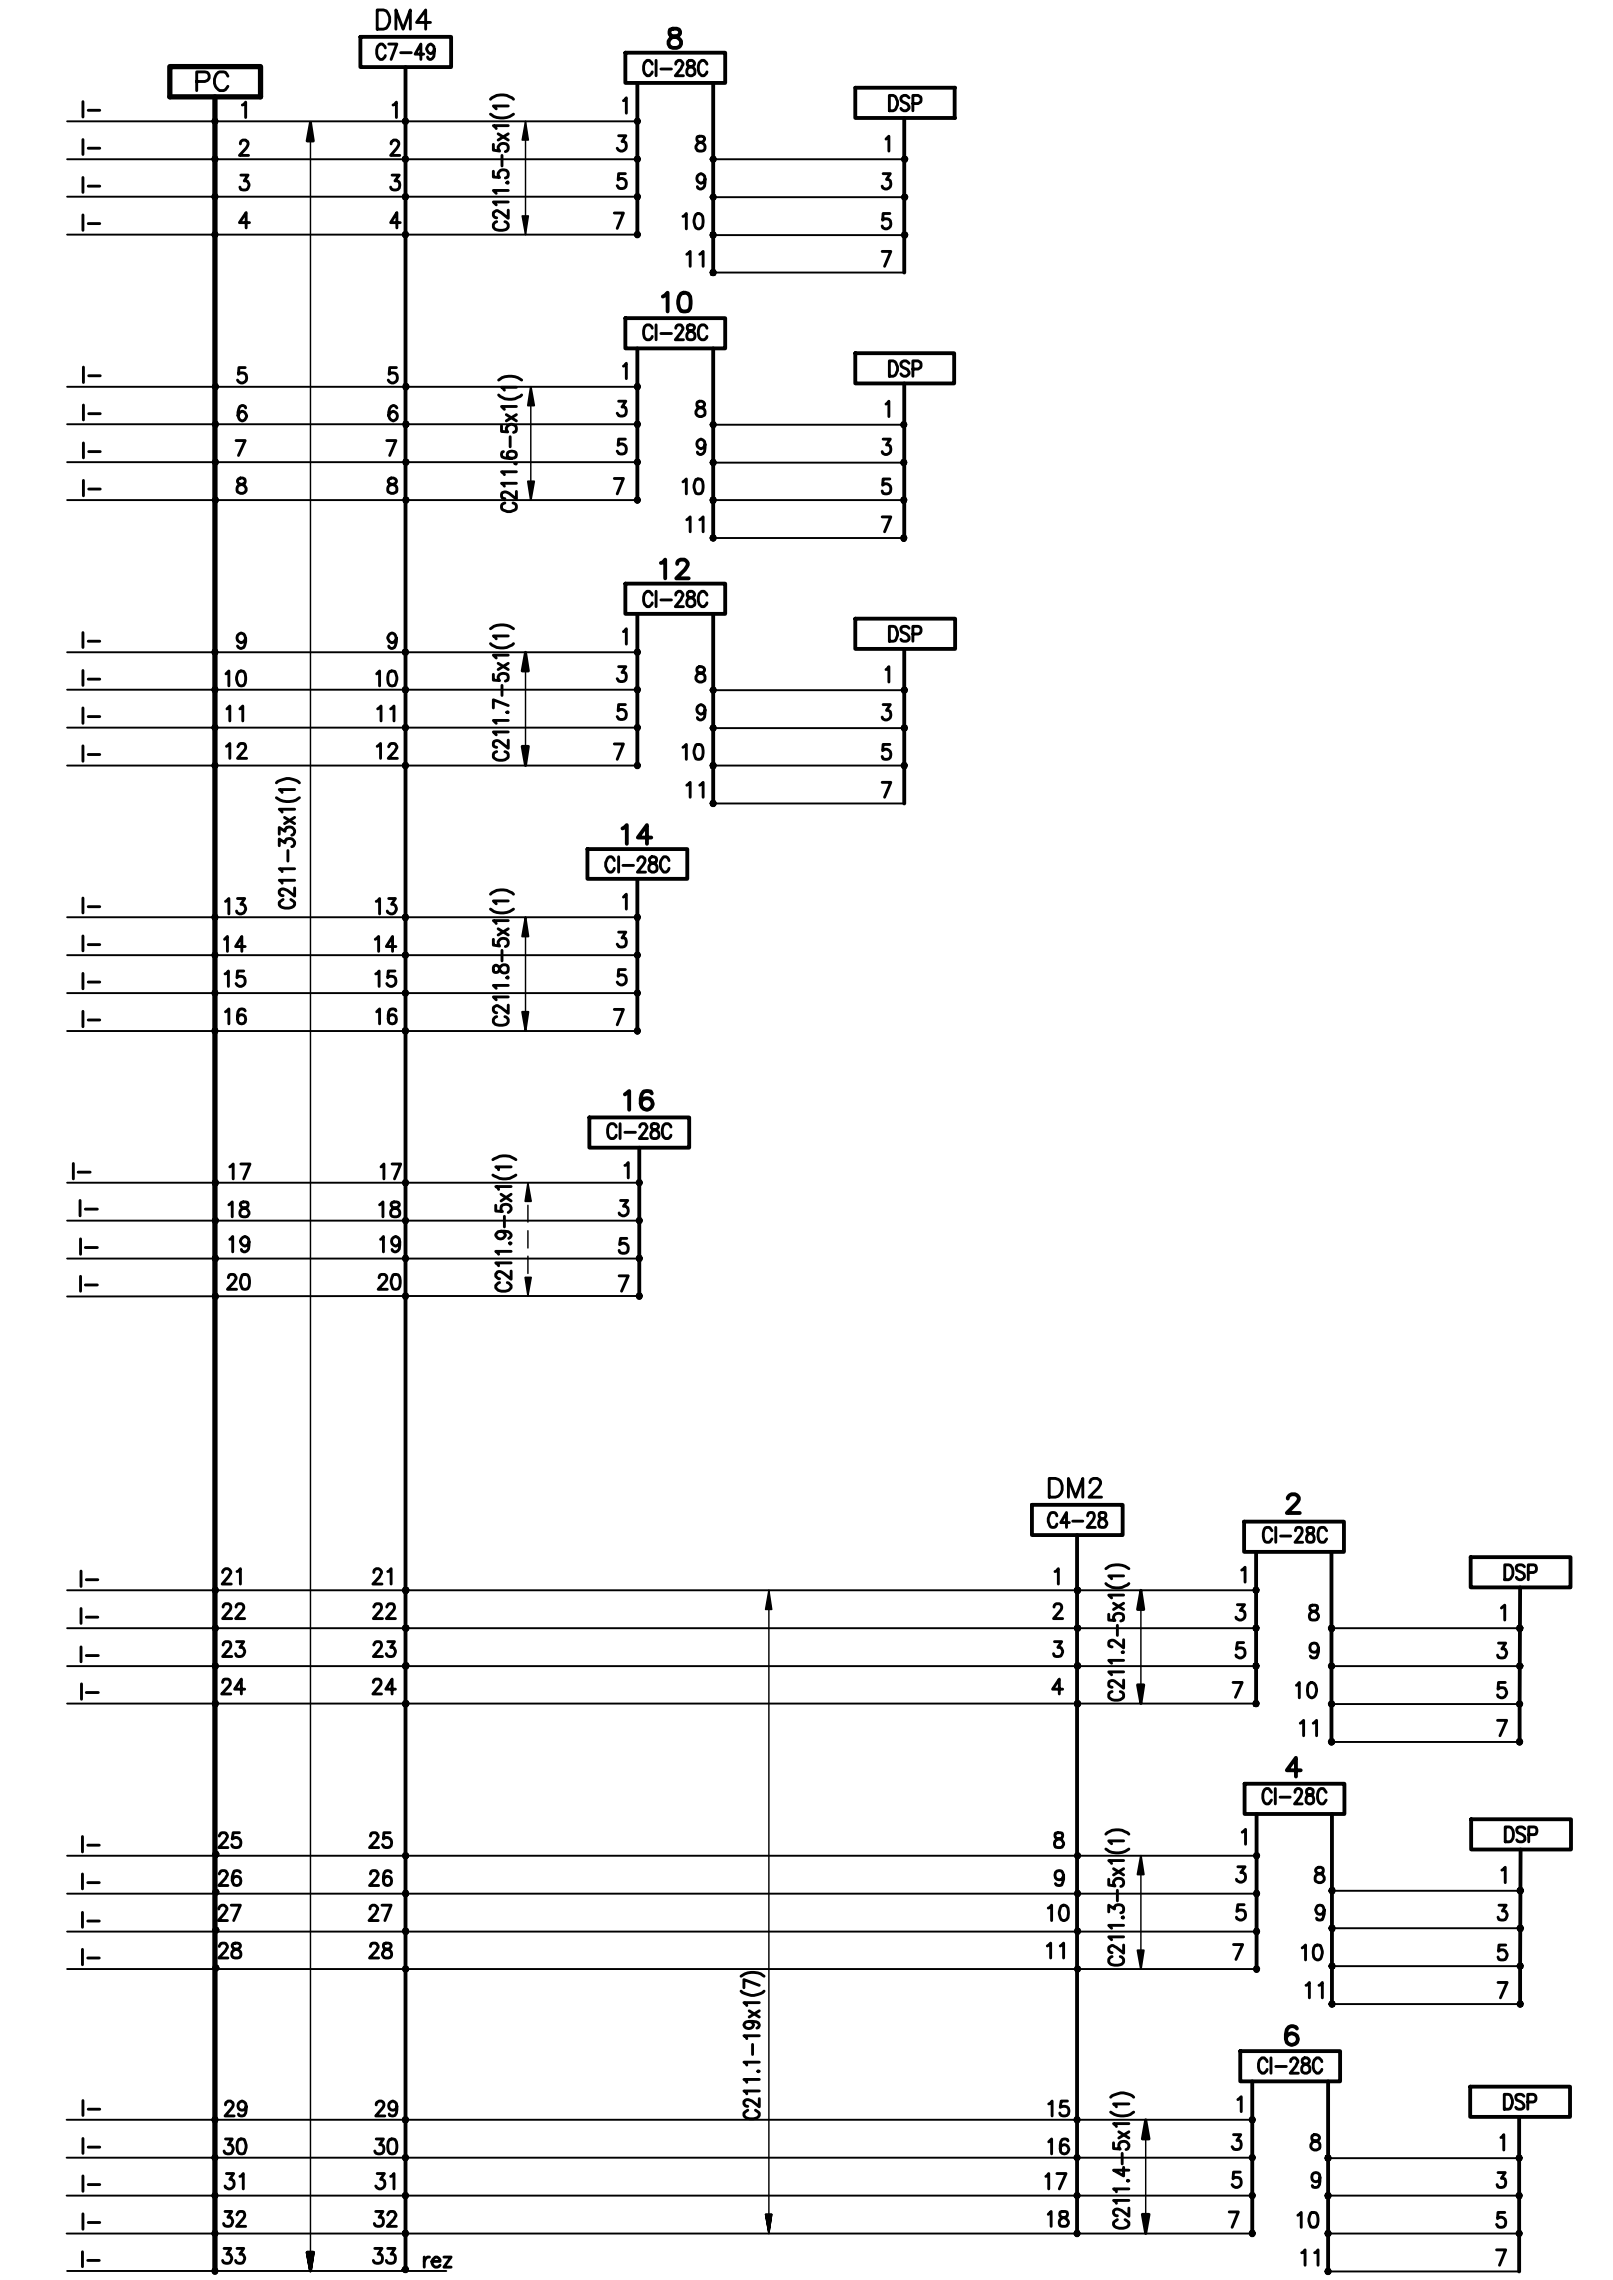 DM4
8
C7-49
CI-28C
PC
DSP
I- 1 1 C211.5-5x1(1) 1
I- 2 2 3 8 1
I- 3 3 5 9 3
I- 4 4 7 10 5
11 7
10
CI-28C
DSP
I- 5 5 C211.6-5x1(1) 1
I- 6 6 3 8 1
I- 7 7 5 9 3
I- 8 8 7 10 5
11 7
12
CI-28C
DSP
I- 9 9 C211.7-5x1(1) 1
I- 10 10 3 8 1
I- 11 11 5 9 3
I- 12 12 7 10 5
11 7
C211-33x1(1)
14
CI-28C
I- 13 13 C211.8-5x1(1) 1
I- 14 14 3
I- 15 15 5
I- 16 16 7
16
CI-28C
I- 17 17 C211.9-5x1(1) 1
I- 18 18 3
I- 19 19 5
I- 20 20 7
DM2
2
C4-28
CI-28C
DSP
I- 21 21 1 C211.2-5x1(1) 1
I- 22 22 2 3 8 1
I- 23 23 3 5 9 3
I- 24 24 4 7 10 5
11 7
4
CI-28C
DSP
I- 25 25 8 C211.3-5x1(1) 1
I- 26 26 9 3 8 1
I- 27 27 10 5 9 3
I- 28 28 11 7 10 5
11 7
C211.1-19x1(7)
6
CI-28C
DSP
I- 29 29 15 C211.4-5x1(1) 1
I- 30 30 16 3 8 1
I- 31 31 17 5 9 3
I- 32 32 18 7 10 5
I- 33 33 rez 11 7